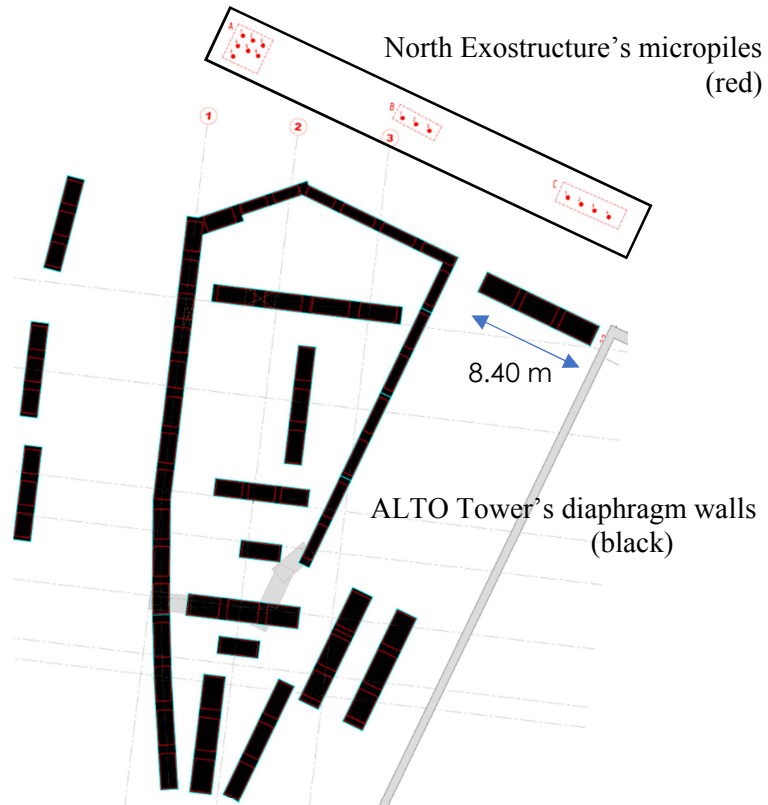 North Exostructure’s micropiles
(red)
A
B
C
1
2
3
8.40 m
ALTO Tower’s diaphragm walls
(black)